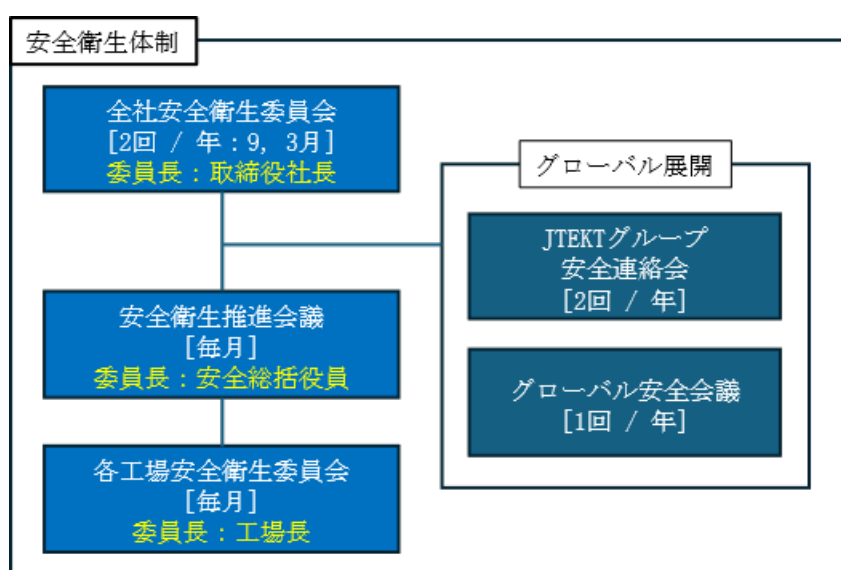 安全衛生体制
全社安全衛生委員会
[2回 / 年：9, 3月]
委員長：取締役社長
グローバル展開
JTEKTグループ
安全連絡会
[2回 / 年]
安全衛生推進会議
[毎月]
委員長：安全総括役員
グローバル安全会議
[1回 / 年]
各工場安全衛生委員会
[毎月]
委員長：工場長